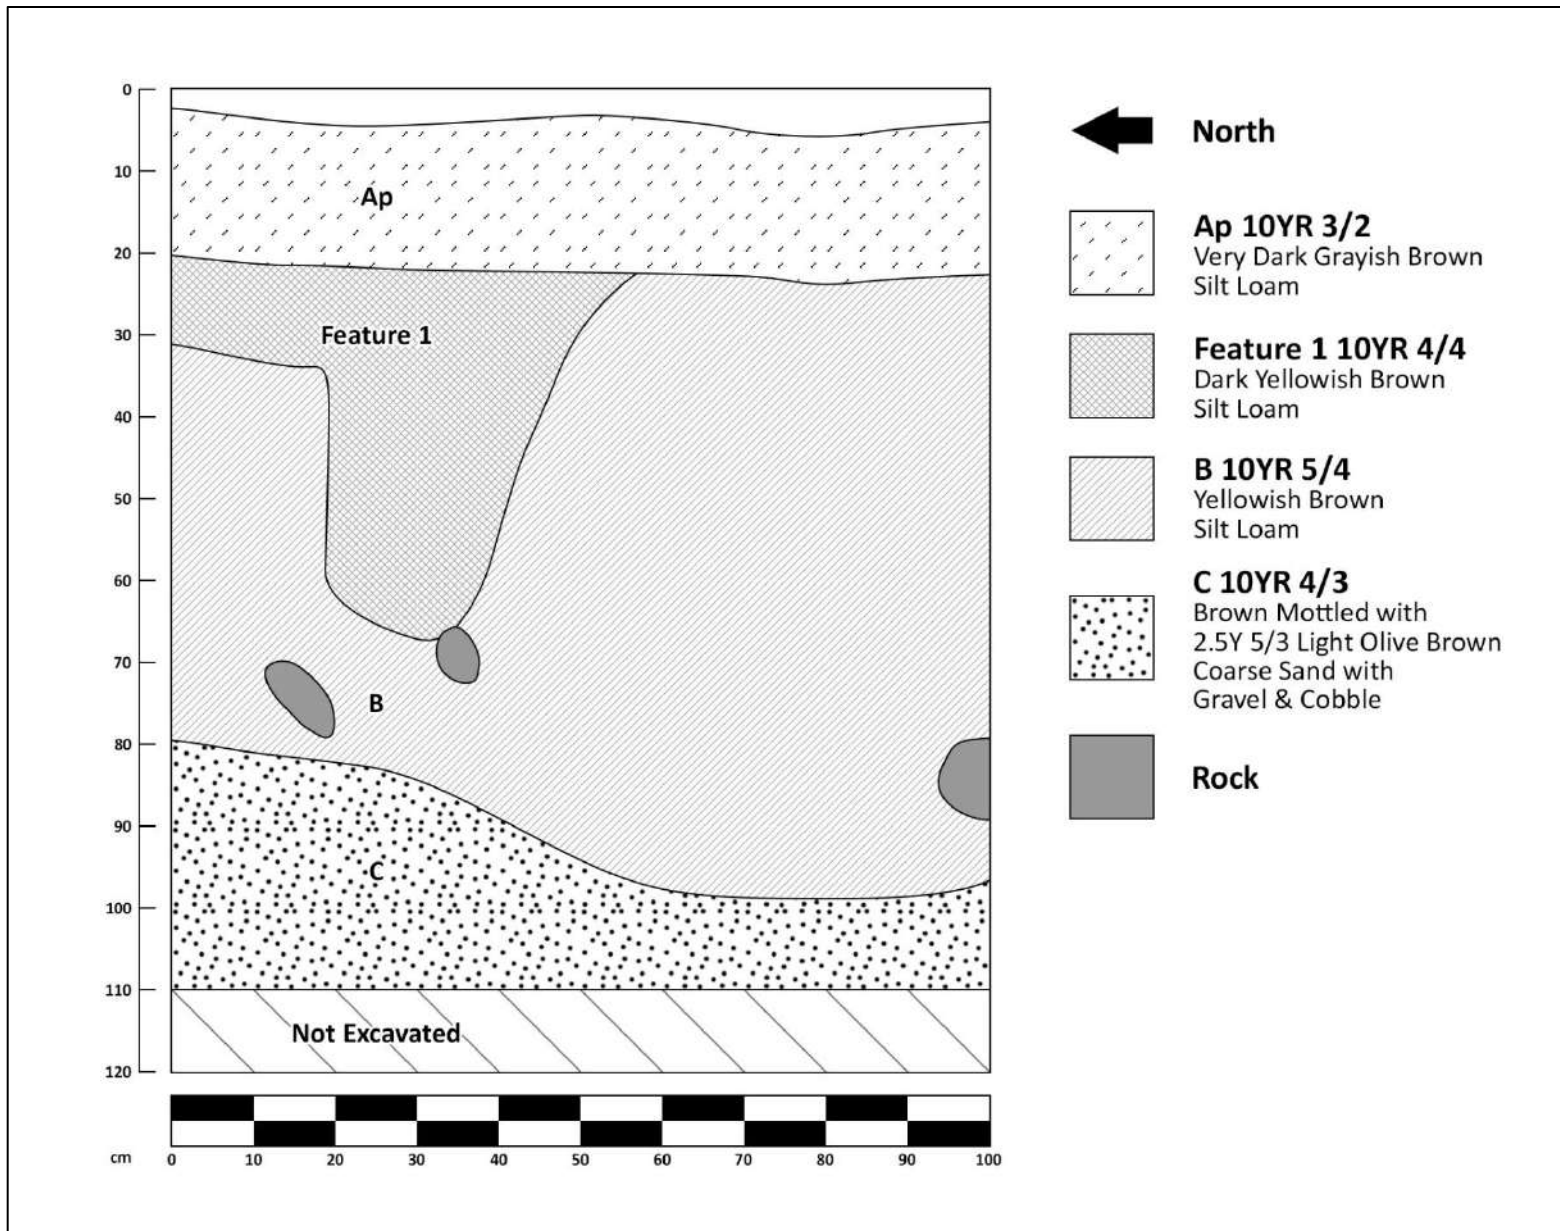 0
10
20
30
40
50
60
70
80
90
100
110
120
Ap
Feature 1
B
C
Not Excavated
cm 0 10 20 30 40 50 60 70 80 90 100
North
Ap 10YR 3/2
Very Dark Grayish Brown
Silt Loam
Feature 1 10YR 4/4
Dark Yellowish Brown
Silt Loam
B 10YR 5/4
Yellowish Brown
Silt Loam
C 10YR 4/3
Brown Mottled with
2.5Y 5/3 Light Olive Brown
Coarse Sand with
Gravel & Cobble
Rock